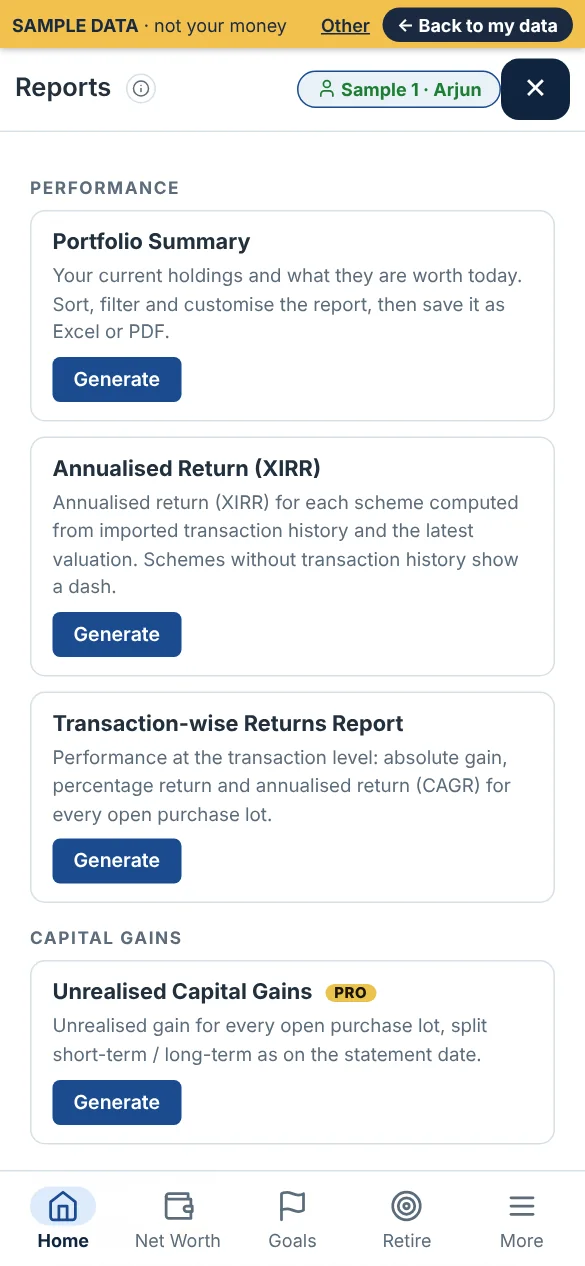 SAMPLE DATA · not your money Other ← Back to my data
Reports Sample 1 · Arjun
PERFORMANCE
Portfolio Summary
Your current holdings and what they are worth today.
Sort, filter and customise the report, then save it as
Excel or PDF.
Generate
Annualised Return (XIRR)
Annualised return (XIRR) for each scheme computed
from imported transaction history and the latest
valuation. Schemes without transaction history show
a dash.
Generate
Transaction-wise Returns Report
Performance at the transaction level: absolute gain,
percentage return and annualised return (CAGR) for
every open purchase lot.
Generate
CAPITAL GAINS
Unrealised Capital Gains PRO
Unrealised gain for every open purchase lot, split
short-term / long-term as on the statement date.
Generate
Home Net Worth Goals Retire More